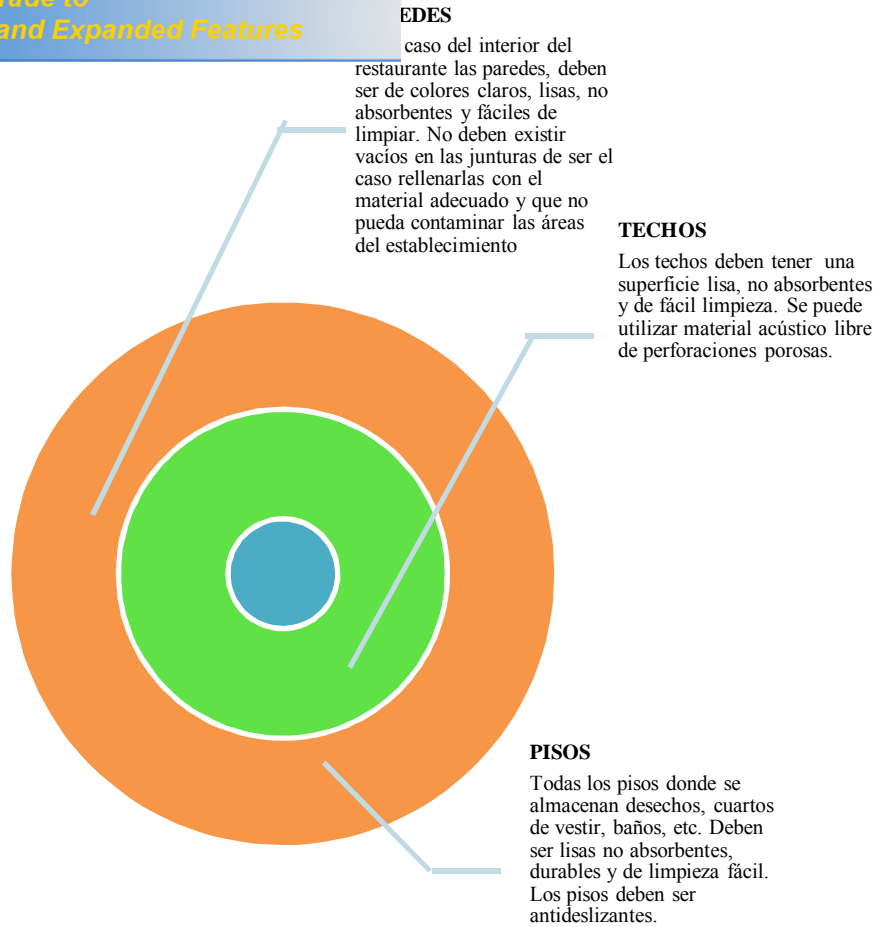 to
and Expanded Features
EDES
caso del interior del
restaurante las paredes, deben
ser de colores claros, lisas, no
absorbentes y fáciles de
limpiar. No deben existir
vacíos en las junturas de ser el
caso rellenarlas con el
material adecuado y que no
pueda contaminar las áreas
del establecimiento
TECHOS
Los techos deben tener una
superficie lisa, no absorbentes
y de fácil limpieza. Se puede
utilizar material acústico libre
de perforaciones porosas.
PISOS
Todas los pisos donde se
almacenan desechos, cuartos
de vestir, baños, etc. Deben
ser lisas no absorbentes,
durables y de limpieza fácil.
Los pisos deben ser
antideslizantes.